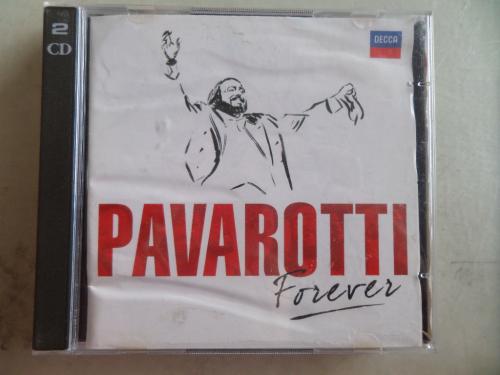 2
CD
DECCA
PAVAROTTI
Forever